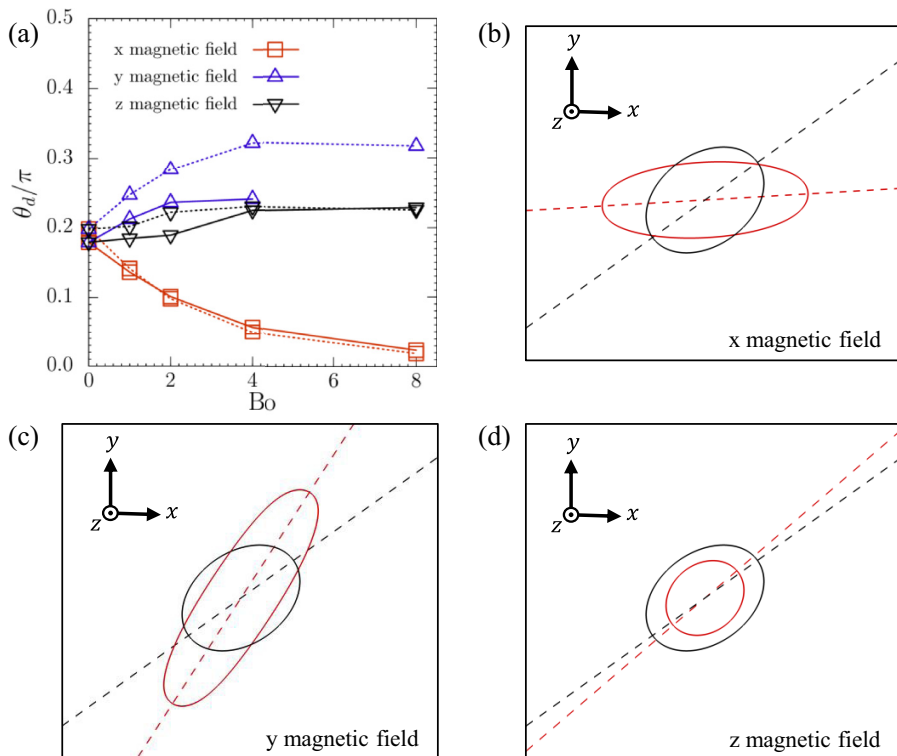 (a)
0.5
0.4
0.3
0.2
0.1
0.0
θ_d/π
x magnetic field
y magnetic field
z magnetic field
0 2 4 6 8
Bo
(b)
y
z x
x magnetic field
(c)
y
z x
y magnetic field
(d)
y
z x
z magnetic field